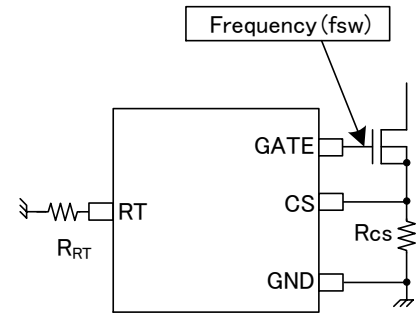 Frequency(fsw)
GATE
RT
CS
RRT
Rcs
GND